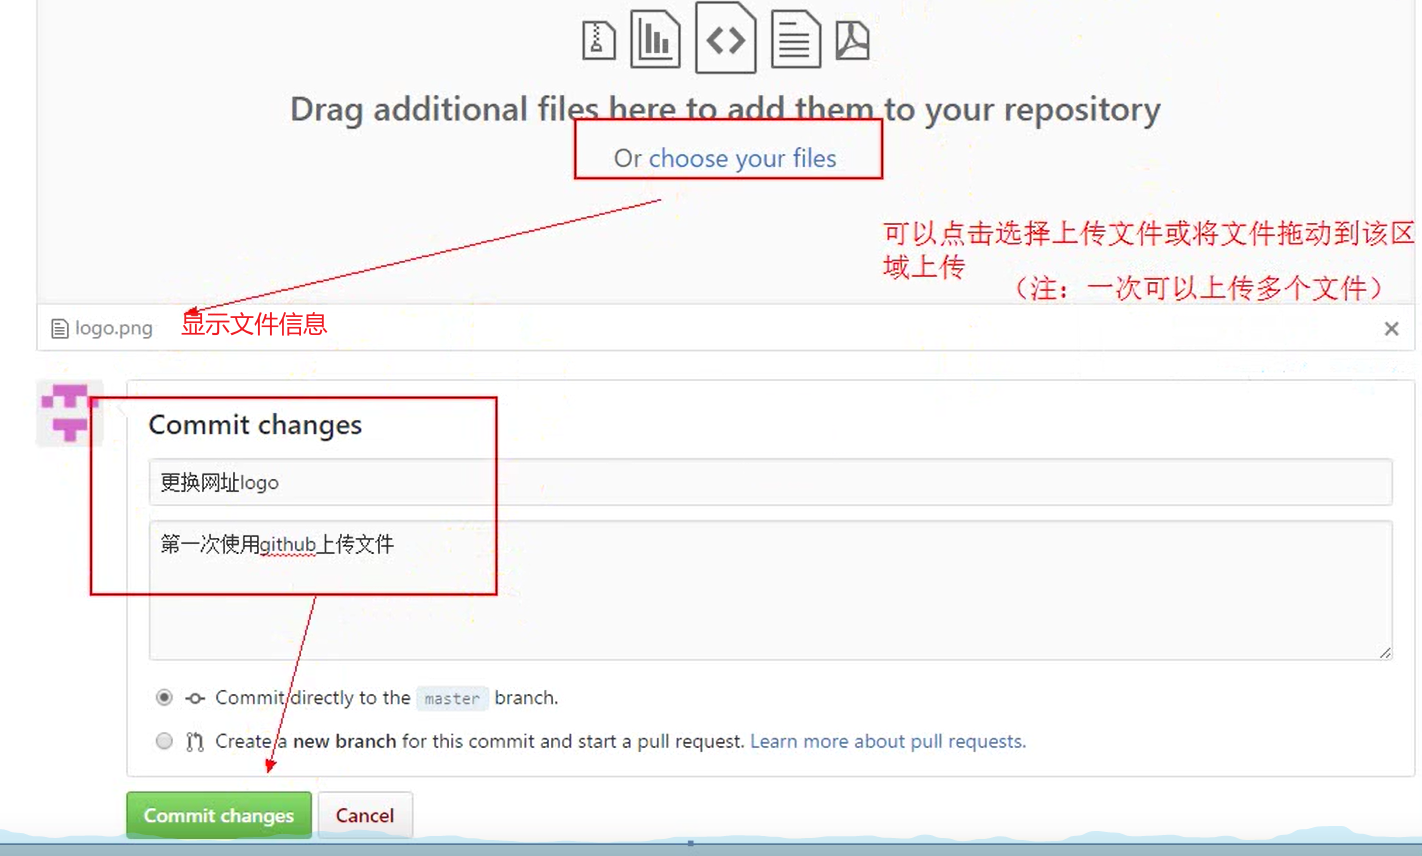 Drag additional files here to add them to your repository
Or choose your files
可以点击选择上传文件或将文件拖动到该区
域上传
（注：一次可以上传多个文件）
logo.png
显示文件信息
Commit changes
更换网址logo
第一次使用github上传文件
Commit directly to the master branch.
Create a new branch for this commit and start a pull request. Learn more about pull requests.
Commit changes
Cancel